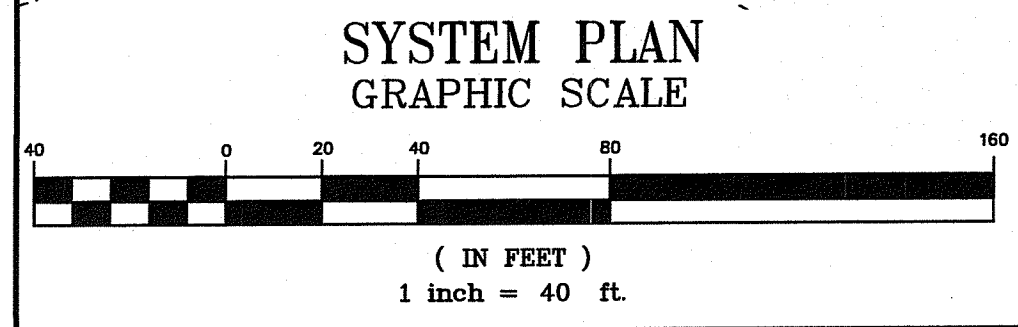 SYSTEM PLAN
GRAPHIC SCALE
40 0 20 40 80 160
( IN FEET )
1 inch = 40 ft.